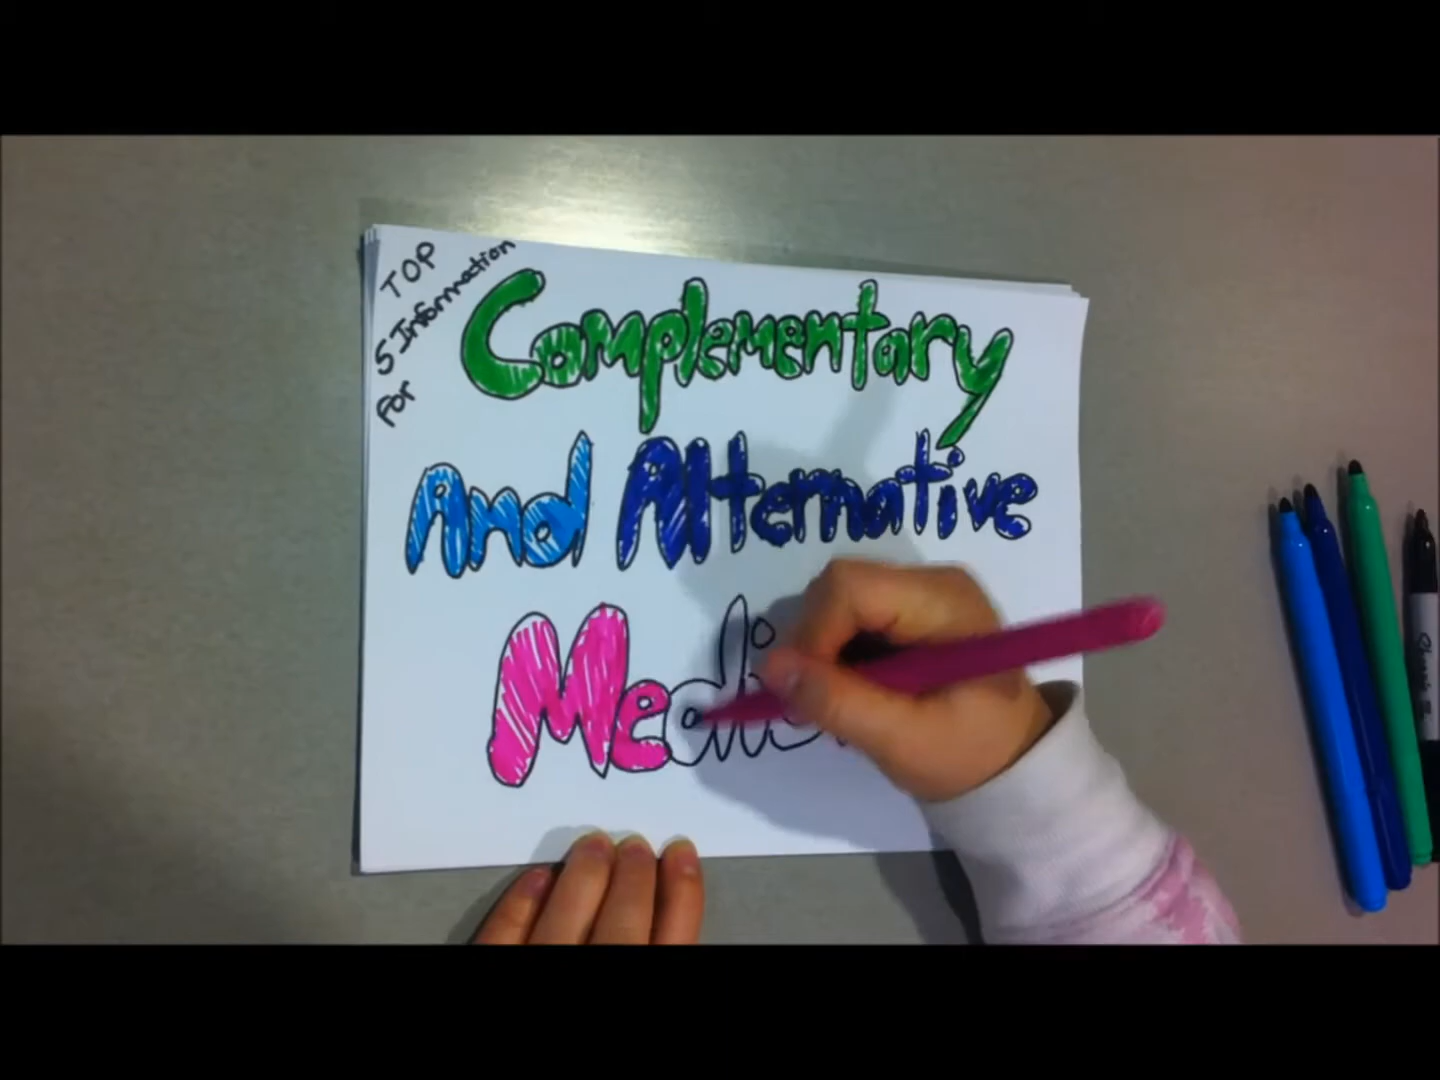 TOP
5 Information
For
Complementary
And Alternative